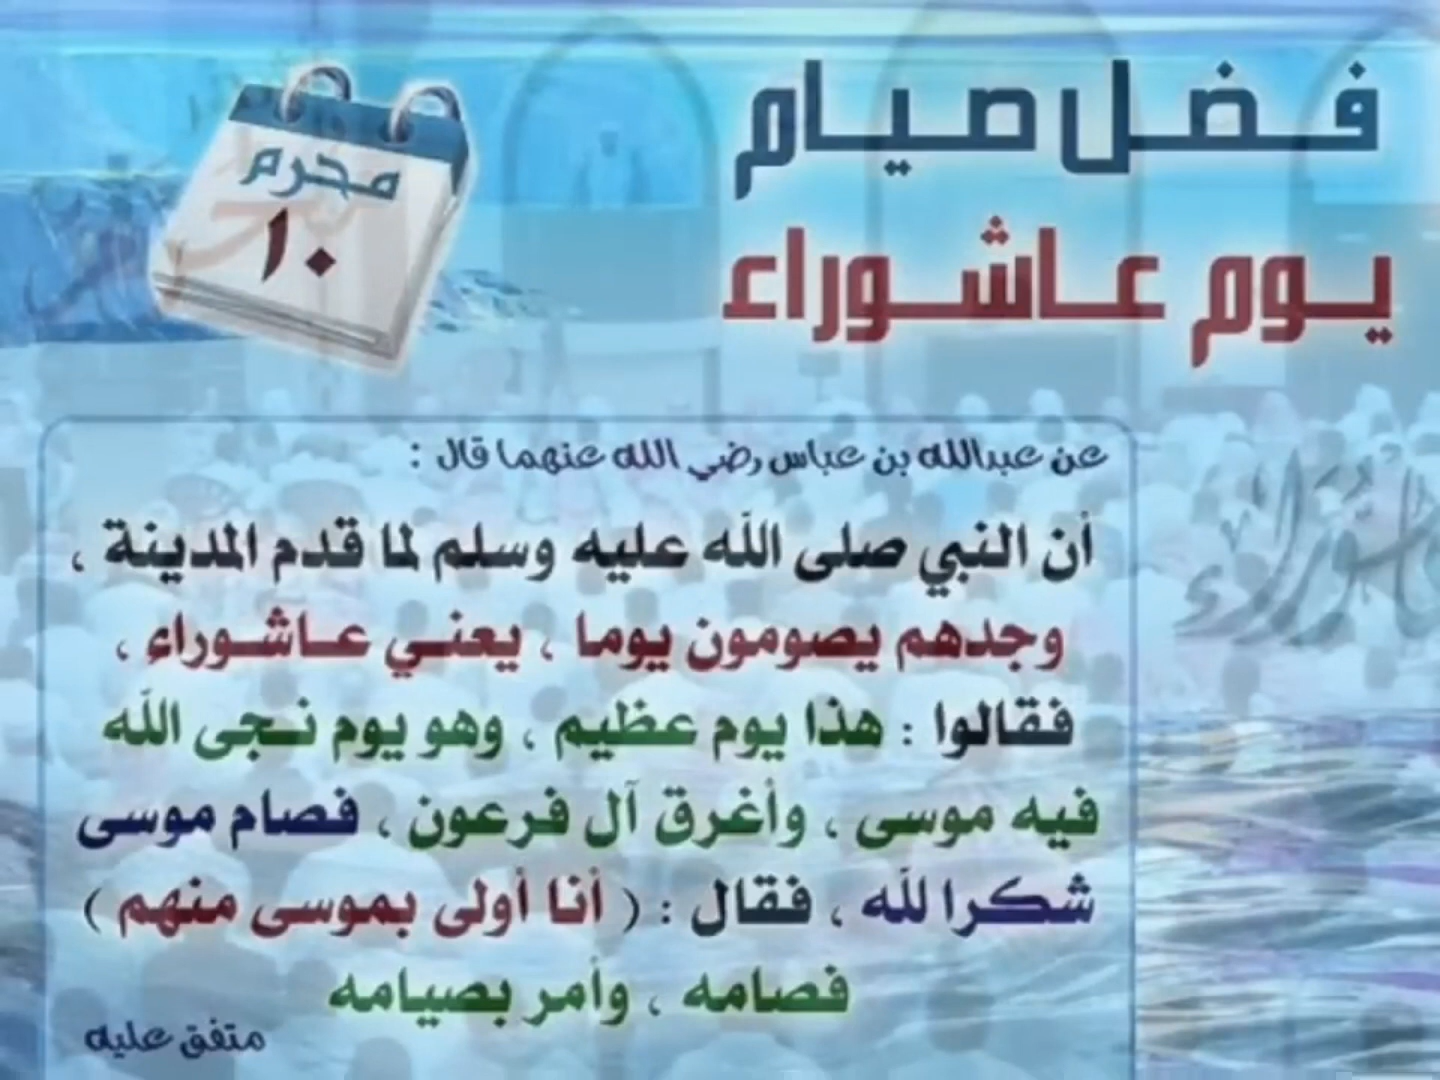 فضل صيام
يوم عاشوراء
محرم
١٠
عن عبدالله بن عباس رضي الله عنهما قال :
أن النبي صلى الله عليه وسلم لما قدم المدينة ،
وجدهم يصومون يوما ، يعني عاشوراء ،
فقالوا : هذا يوم عظيم ، وهو يوم نجى الله
فيه موسى ، وأغرق آل فرعون ، فصام موسى
شكرا لله ، فقال : ( أنا أولى بموسى منهم )
فصامه ، وأمر بصيامه
متفق عليه
عاشوراء